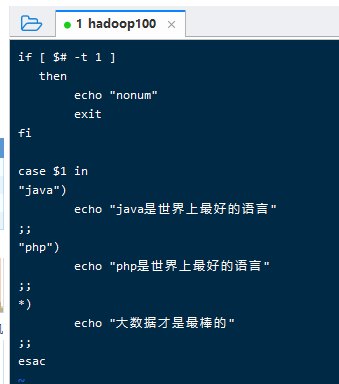 1 hadoop100 ×
if [ $# -t 1 ]
   then
        echo "nonum"
        exit
fi

case $1 in
"java")
        echo "java是世界上最好的语言"
;;
"php")
        echo "php是世界上最好的语言"
;;
*)
        echo "大数据才是最棒的"
;;
esac
~